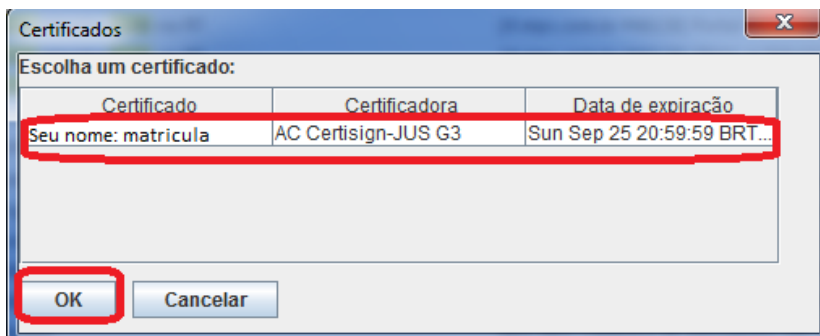 Certificados
Escolha um certificado:
Certificado Certificadora Data de expiração
Seu nome: matricula AC Certisign-JUS G3 Sun Sep 25 20:59:59 BRT...
OK Cancelar